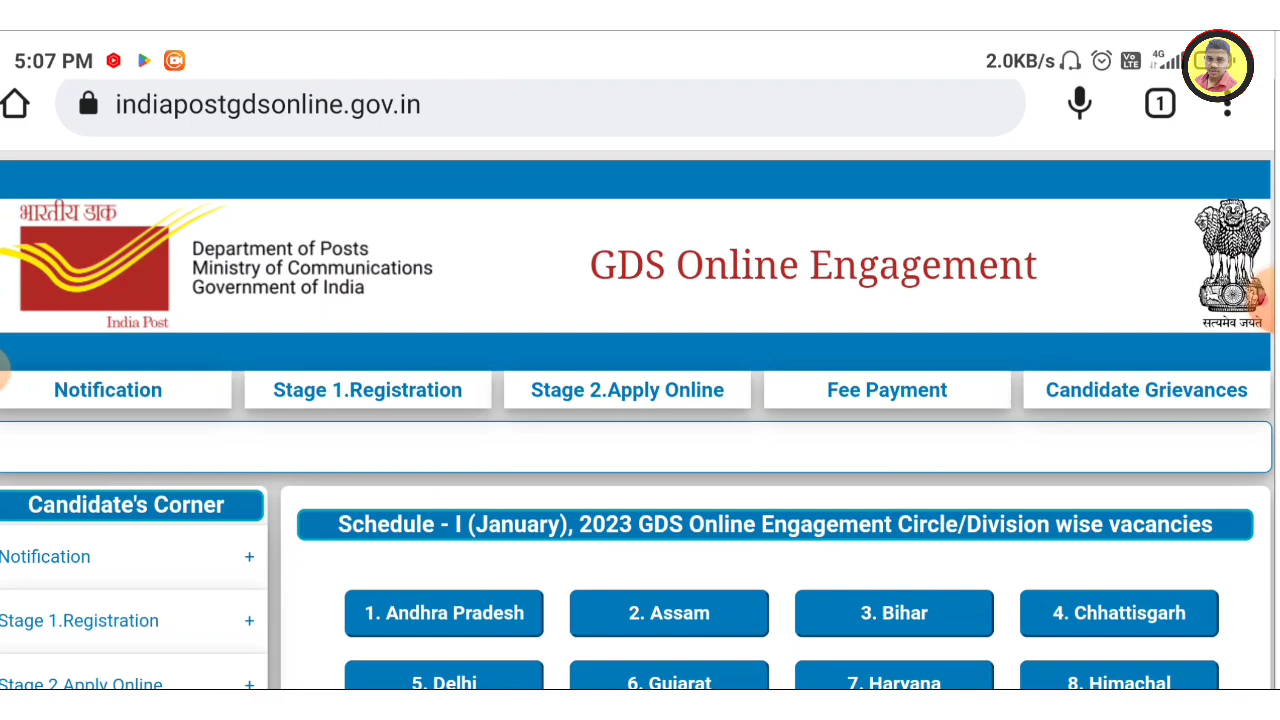 5:07 PM
2.0KB/s
Vo LTE
4G
indiapostgdsonline.gov.in
1
भारतीय डाक
India Post
Department of Posts
Ministry of Communications
Government of India
GDS Online Engagement
सत्यमेव जयते
Notification
Stage 1.Registration
Stage 2.Apply Online
Fee Payment
Candidate Grievances
Candidate's Corner
Notification +
Stage 1.Registration +
Stage 2.Apply Online +
Schedule - I (January), 2023 GDS Online Engagement Circle/Division wise vacancies
1. Andhra Pradesh
2. Assam
3. Bihar
4. Chhattisgarh
5. Delhi
6. Gujarat
7. Haryana
8. Himachal